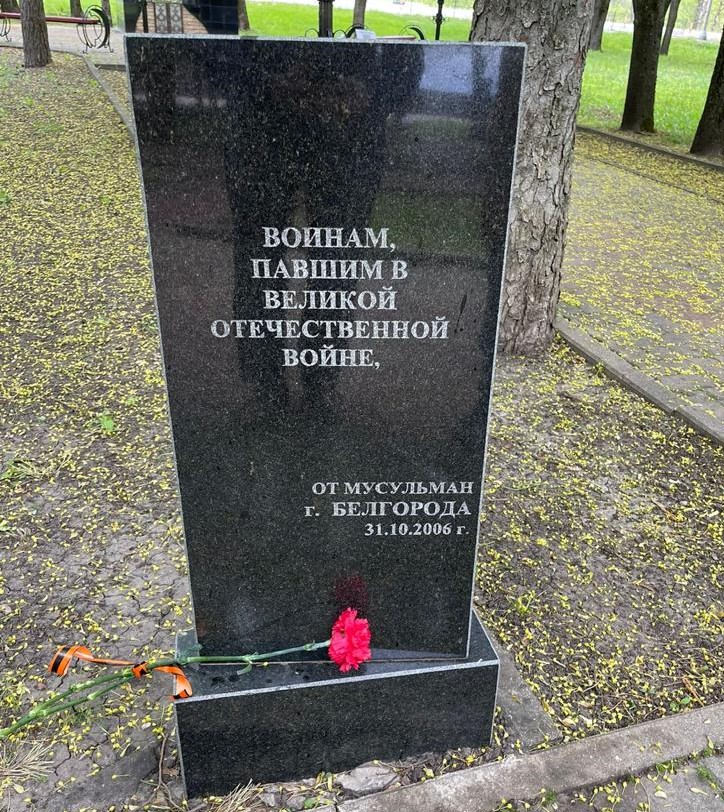 ВОИНАМ,
ПАВШИМ В
ВЕЛИКОЙ
ОТЕЧЕСТВЕННОЙ
ВОЙНЕ,
ОТ МУСУЛЬМАН
г. БЕЛГОРОДА
31.10.2006 г.